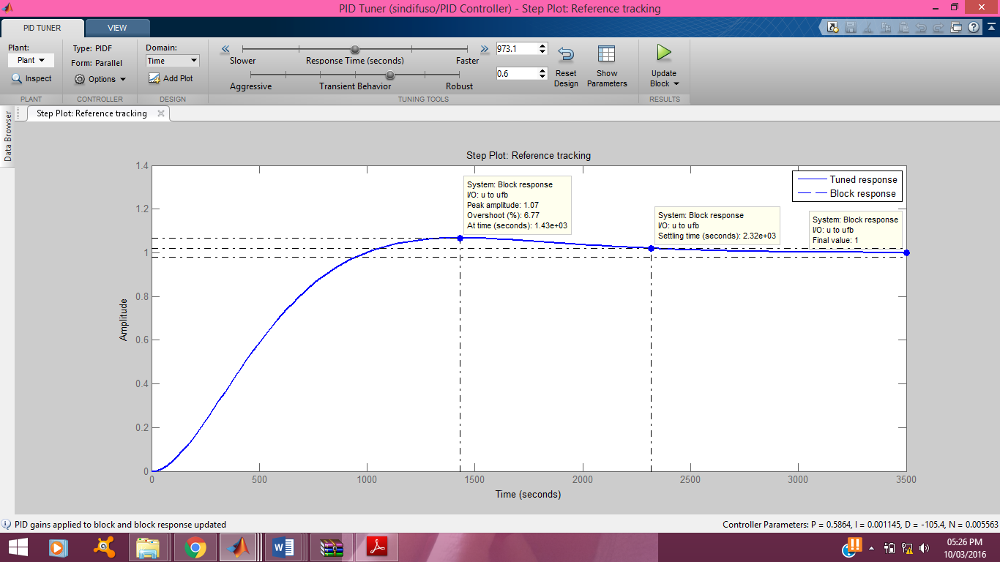 PID Tuner (sindifuso/PID Controller) - Step Plot: Reference tracking
PID TUNER
VIEW
Plant:
Plant
Inspect
PLANT
Type: PIDF
Form: Parallel
Options
CONTROLLER
Domain:
Time
Add Plot
DESIGN
Slower
Response Time (seconds)
Faster
973.1
Aggressive
Transient Behavior
Robust
0.6
Reset
Design
Show
Parameters
TUNING TOOLS
Update
Block
RESULTS
Data Browser
Step Plot: Reference tracking
Step Plot: Reference tracking
Tuned response
Block response
System: Block response
I/O: u to ufb
Peak amplitude: 1.07
Overshoot (%): 6.77
At time (seconds): 1.43e+03
System: Block response
I/O: u to ufb
Settling time (seconds): 2.32e+03
System: Block response
I/O: u to ufb
Final value: 1
1.4
1.2
1
0.8
0.6
0.4
0.2
0
Amplitude
0 500 1000 1500 2000 2500 3000 3500
Time (seconds)
PID gains applied to block and block response updated
Controller Parameters: P = 0.5864, I = 0.001145, D = -105.4, N = 0.005563
05:26 PM
10/03/2016